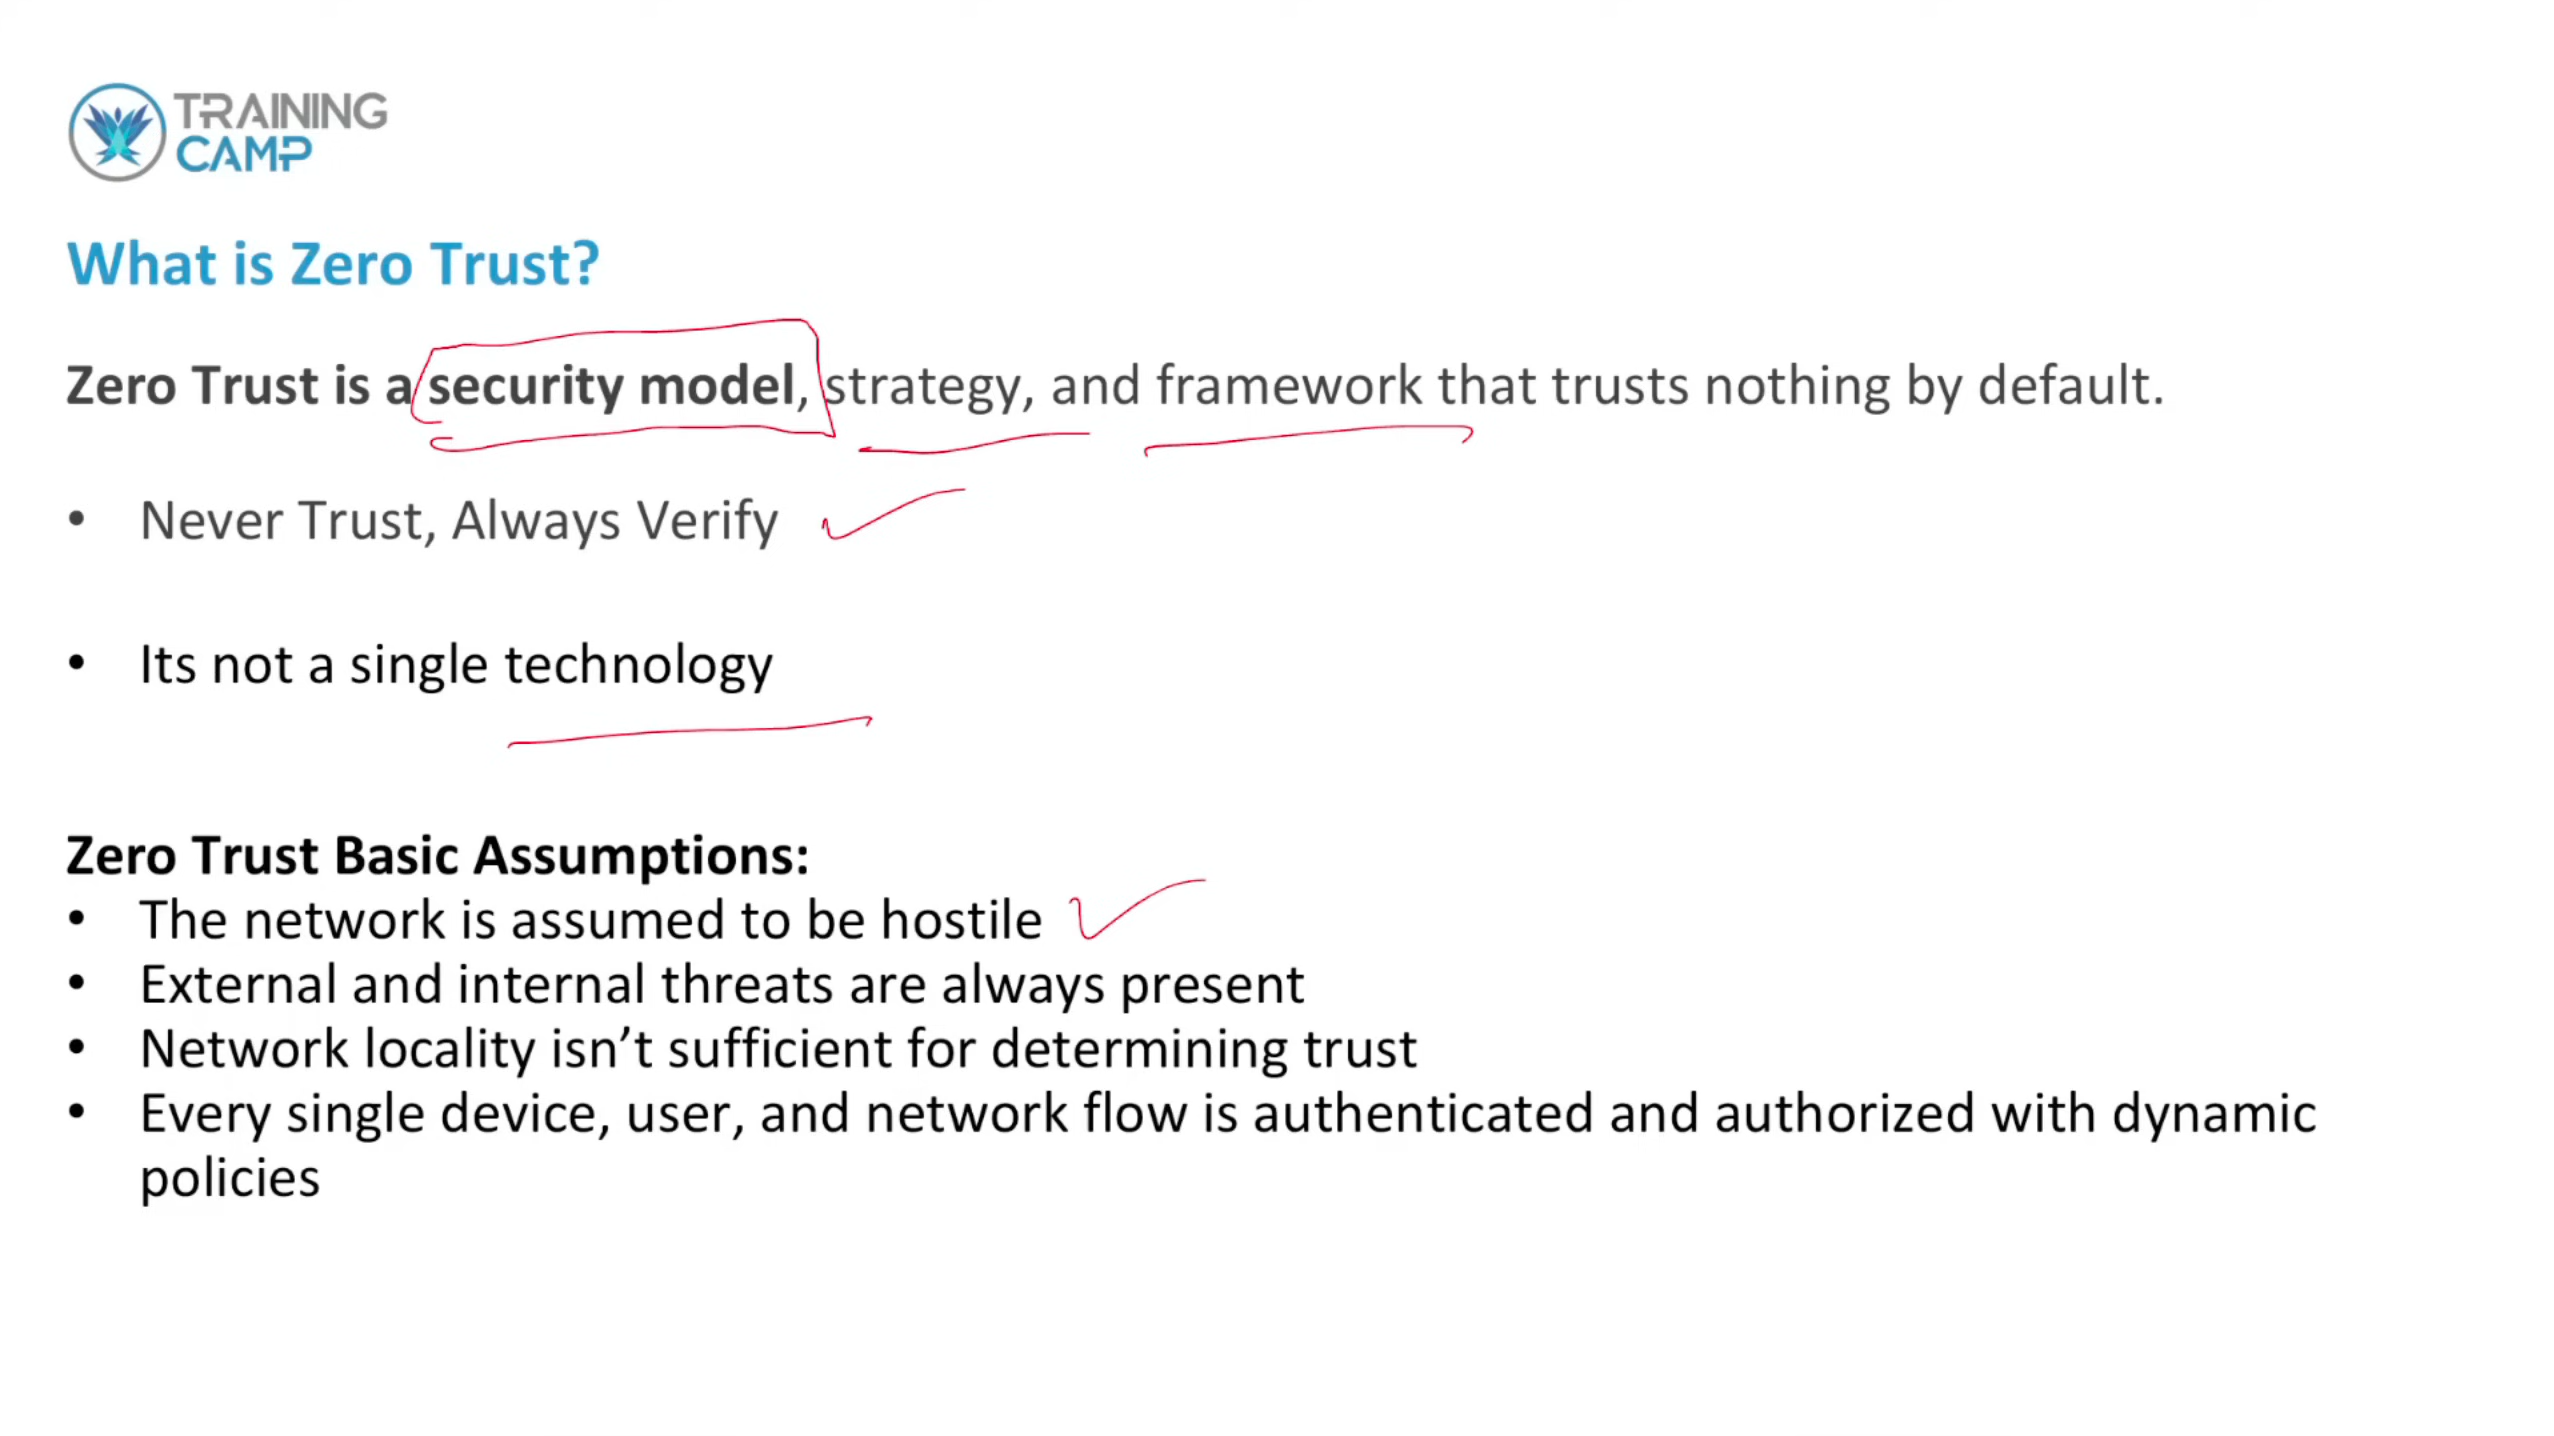 TRAINING
CAMP
What is Zero Trust?
Zero Trust is a security model, strategy, and framework that trusts nothing by default.
• Never Trust, Always Verify
• Its not a single technology
Zero Trust Basic Assumptions:
• The network is assumed to be hostile
• External and internal threats are always present
• Network locality isn’t sufficient for determining trust
• Every single device, user, and network flow is authenticated and authorized with dynamic
policies